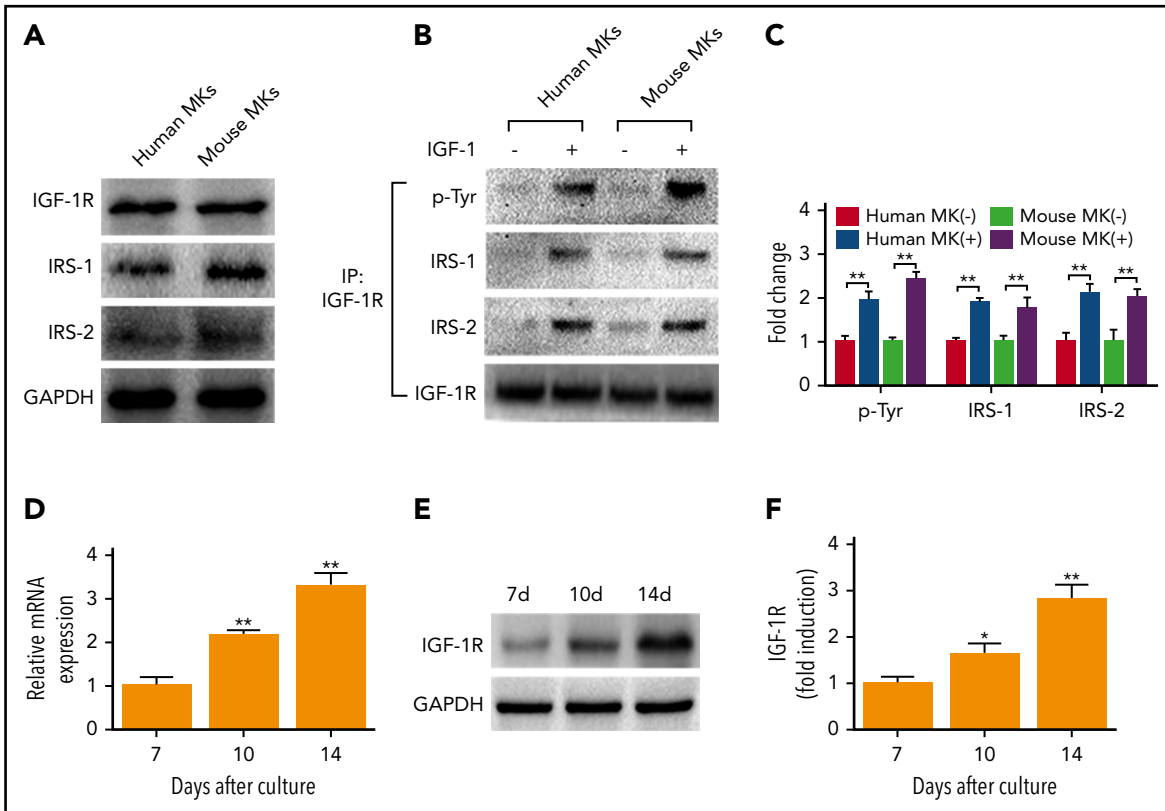 A
Human MKs
Mouse MKs
IGF-1R
IRS-1
IRS-2
GAPDH
B
Human MKs
Mouse MKs
IGF-1
- + - +
IP:
IGF-1R
p-Tyr
IRS-1
IRS-2
IGF-1R
C
Human MK(-)
Mouse MK(-)
Human MK(+)
Mouse MK(+)
Fold change
4
3
2
1
0
** ** ** ** ** **
p-Tyr IRS-1 IRS-2
D
Relative mRNA
expression
4
3
2
1
0
** **
7 10 14
Days after culture
E
7d 10d 14d
IGF-1R
GAPDH
F
IGF-1R
(fold induction)
4
3
2
1
0
* **
7 10 14
Days after culture